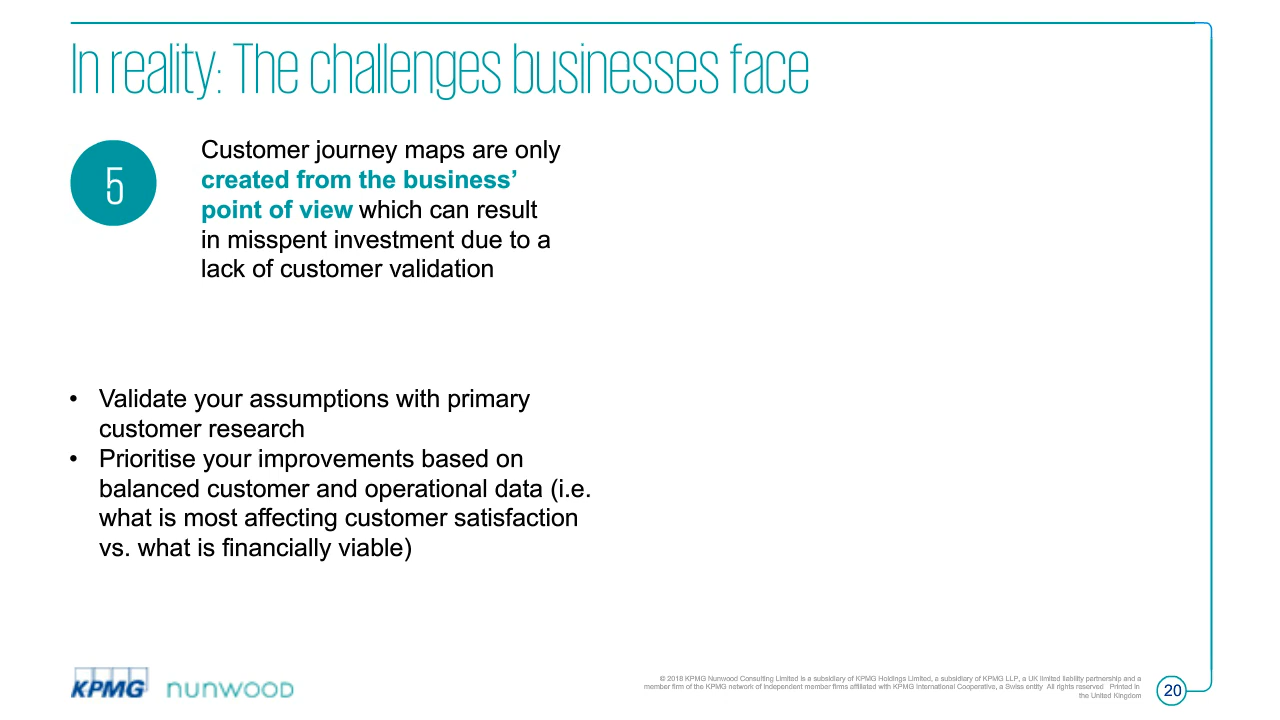 In reality: The challenges businesses face
5
Customer journey maps are only
created from the business’
point of view which can result
in misspent investment due to a
lack of customer validation
• Validate your assumptions with primary
customer research
• Prioritise your improvements based on
balanced customer and operational data (i.e.
what is most affecting customer satisfaction
vs. what is financially viable)
KPMG nunwood
© 2018 KPMG Nunwood Consulting Limited is a subsidiary of KPMG Holdings Limited, a subsidiary of KPMG LLP, a UK limited liability partnership and a
member firm of the KPMG network of independent member firms affiliated with KPMG International Cooperative, a Swiss entity All rights reserved Printed in
the United Kingdom
20